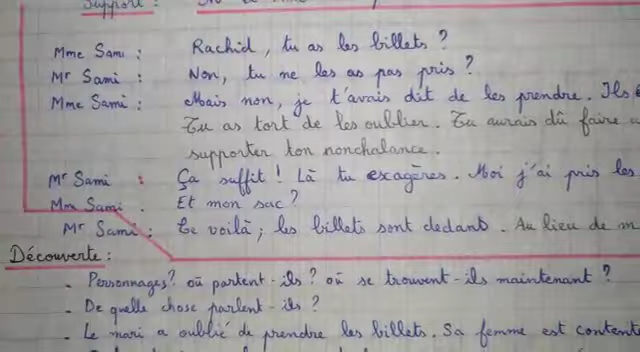 Support:
Mme Sami : Rachid, tu as les billets ?
Mr Sami : Non, tu ne les as pas pris ?
Mme Sami : Mais non, je t'avais dit de les prendre. Ils
Tu as tort de les oublier. Tu aurais dû faire
supporter ton nonchalance.
Mr Sami : Ça suffit ! Là tu exagères. Moi j'ai pris les
Mme Sami . Et mon sac ?
Mr Sami : Le voilà ; les billets sont dedant. Au lieu de m
Découverte :
- Personnages ? où partent-ils ? où se trouvent-ils maintenant ?
- De quelle chose parlent-ils ?
- Le mari a oublié de prendre les billets. Sa femme est contente